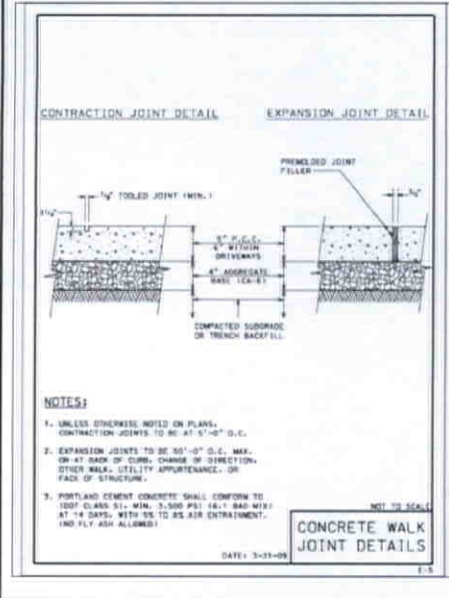 CONTRACTION JOINT DETAIL
EXPANSION JOINT DETAIL
PREMOLDED JOINT
FILLER
TOOLED JOINT (MIN.)
5" P.C.C.
6" WITHIN
DRIVEWAYS
4" AGGREGATE
BASE (CA-6)
COMPACTED SUBGRADE
OR TRENCH BACKFILL
NOTES:
1. UNLESS OTHERWISE NOTED ON PLANS,
CONTRACTION JOINTS TO BE AT 5'-0" O.C.
2. EXPANSION JOINTS TO BE 50'-0" O.C. MAX.
OR AT BACK OF CURB, CHANGE OF DIRECTION,
OTHER WALK, UTILITY APPURTENANCE, OR
FACE OF STRUCTURE.
3. PORTLAND CEMENT CONCRETE SHALL CONFORM TO
IDOT CLASS SI, MIN. 3,500 PSI (6.1 BAG MIX)
AT 14 DAYS, WITH 5% TO 8% AIR ENTRAINMENT.
(NO FLY ASH ALLOWED)
NOT TO SCALE
CONCRETE WALK
JOINT DETAILS
DATE: 3-31-09